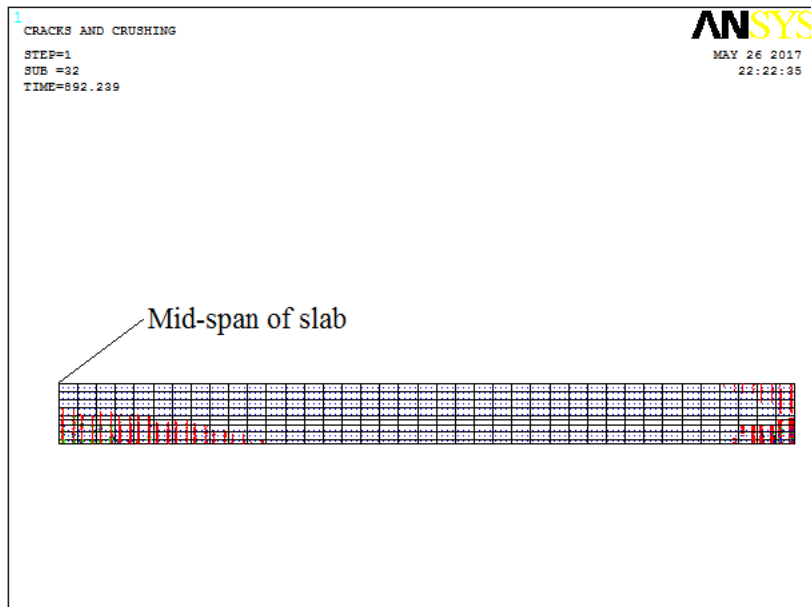 1
CRACKS AND CRUSHING
STEP=1
SUB =32
TIME=892.239
ANSYS
MAY 26 2017
22:22:35
Mid-span of slab